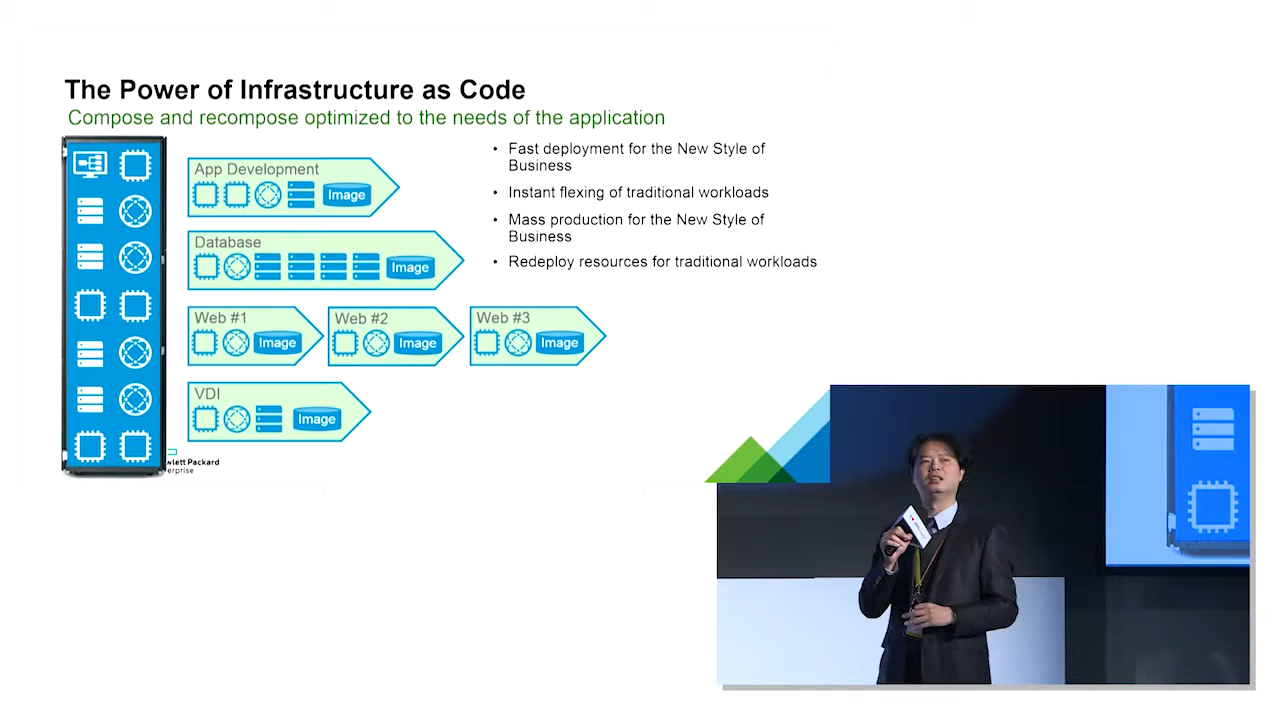 The Power of Infrastructure as Code
Compose and recompose optimized to the needs of the application
App Development
Image
Database
Image
Web #1
Image
Web #2
Image
Web #3
Image
VDI
Image
• Fast deployment for the New Style of
Business
• Instant flexing of traditional workloads
• Mass production for the New Style of
Business
• Redeploy resources for traditional workloads
wlett Packard
erprise